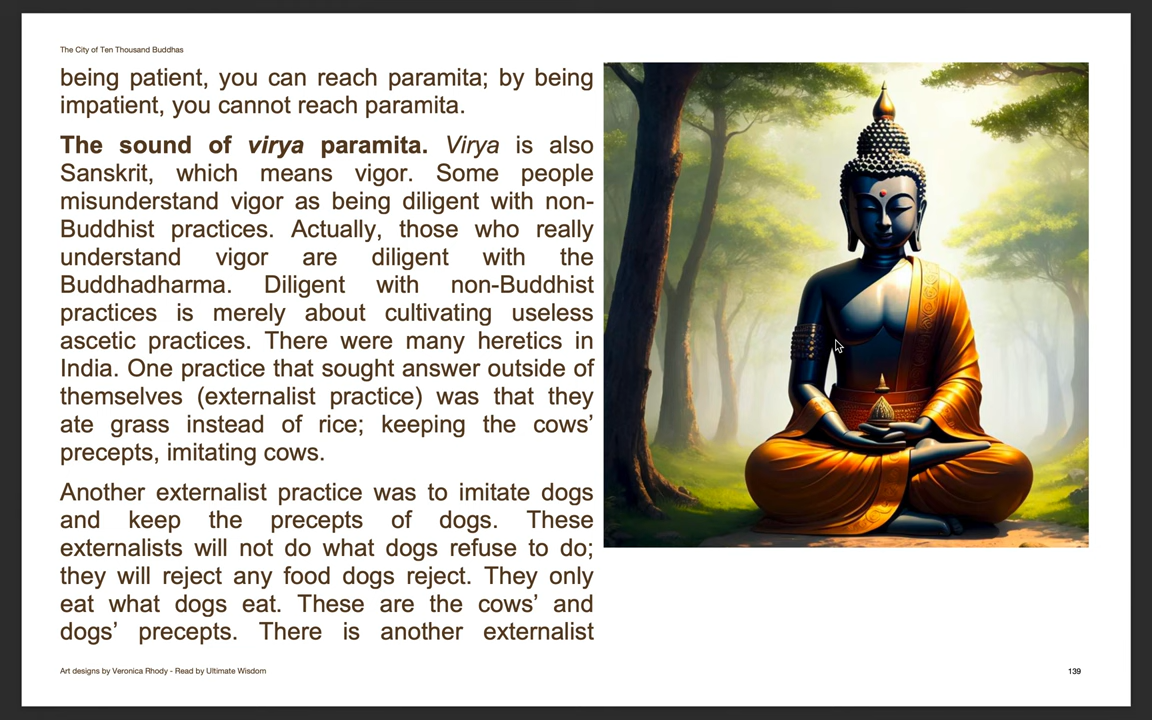 The City of Ten Thousand Buddhas
being patient, you can reach paramita; by being
impatient, you cannot reach paramita.
The sound of virya paramita. Virya is also
Sanskrit, which means vigor. Some people
misunderstand vigor as being diligent with non-
Buddhist practices. Actually, those who really
understand vigor are diligent with the
Buddhadharma. Diligent with non-Buddhist
practices is merely about cultivating useless
ascetic practices. There were many heretics in
India. One practice that sought answer outside of
themselves (externalist practice) was that they
ate grass instead of rice; keeping the cows’
precepts, imitating cows.
Another externalist practice was to imitate dogs
and keep the precepts of dogs. These
externalists will not do what dogs refuse to do;
they will reject any food dogs reject. They only
eat what dogs eat. These are the cows’ and
dogs’ precepts. There is another externalist
Art designs by Veronica Rhody - Read by Ultimate Wisdom
139